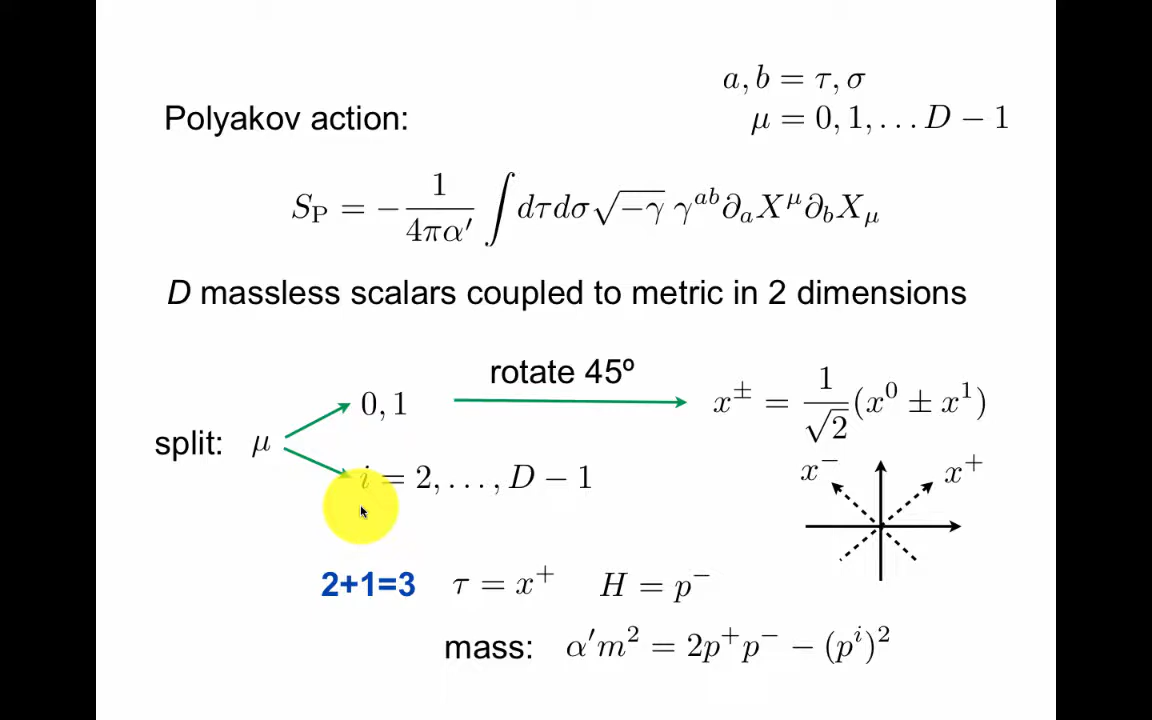 a, b = τ, σ
Polyakov action:
μ = 0, 1, … D − 1
S_P = −\frac{1}{4πα′} ∫ dτdσ√{−γ} γ^{ab}∂_a X^μ ∂_b X_μ
D massless scalars coupled to metric in 2 dimensions
rotate 45º
0, 1
x^± = \frac{1}{√2}(x^0 ± x^1)
split: μ
i = 2, …, D − 1
x^− x^+
2+1=3 τ = x^+ H = p^−
mass: α′m^2 = 2p^+p^− − (p^i)^2